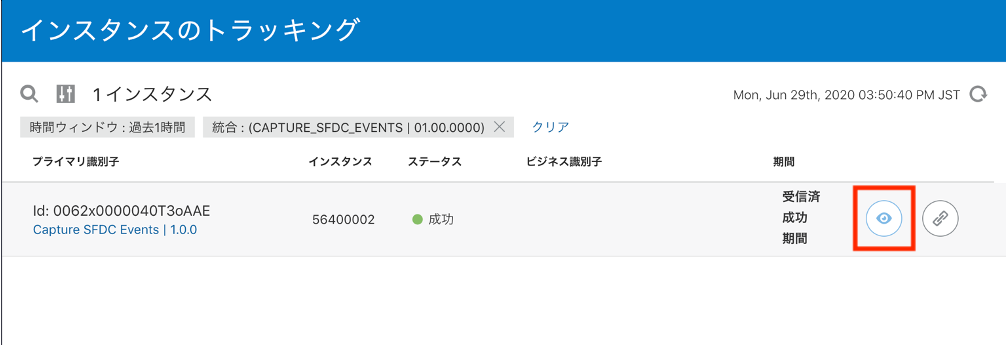 インスタンスのトラッキング
1 インスタンス
Mon, Jun 29th, 2020 03:50:40 PM JST
時間ウィンドウ : 過去1時間 統合 : (CAPTURE_SFDC_EVENTS | 01.00.0000) クリア
プライマリ識別子 インスタンス ステータス ビジネス識別子 期間
Id: 0062x0000040T3oAAE
Capture SFDC Events | 1.0.0
56400002
成功
受信済
成功
期間